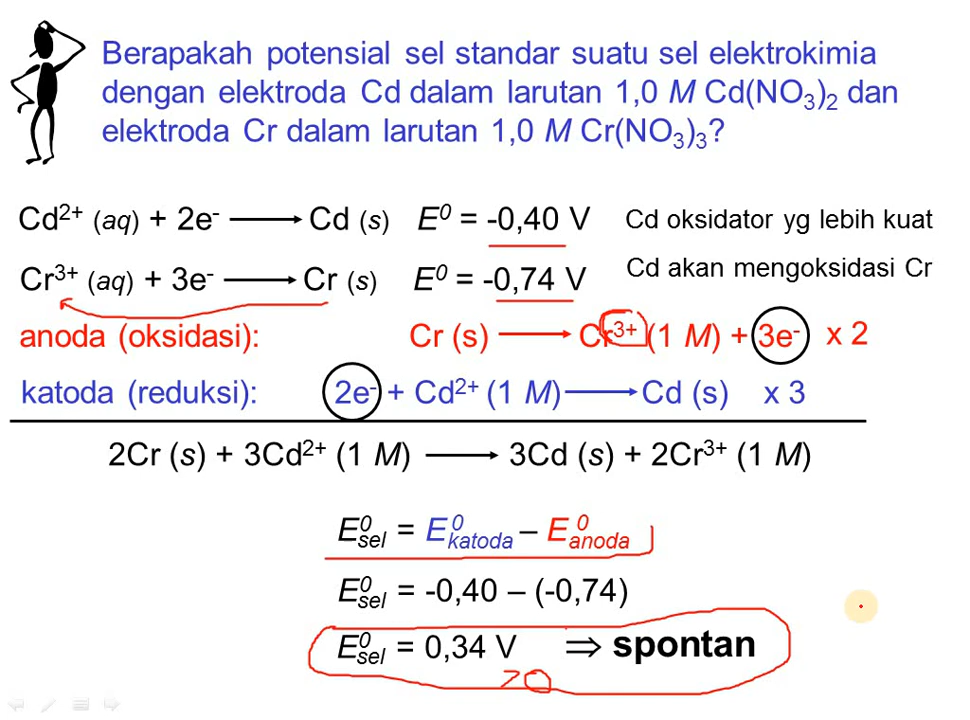 Berapakah potensial sel standar suatu sel elektrokimia
dengan elektroda Cd dalam larutan 1,0 M Cd(NO₃)₂ dan
elektroda Cr dalam larutan 1,0 M Cr(NO₃)₃?
Cd²⁺ (aq) + 2e⁻ ⟶ Cd (s) E⁰ = -0,40 V Cd oksidator yg lebih kuat
Cr³⁺ (aq) + 3e⁻ ⟶ Cr (s) E⁰ = -0,74 V Cd akan mengoksidasi Cr
anoda (oksidasi): Cr (s) ⟶ Cr³⁺ (1 M) + 3e⁻ x 2
katoda (reduksi): 2e⁻ + Cd²⁺ (1 M) ⟶ Cd (s) x 3
2Cr (s) + 3Cd²⁺ (1 M) ⟶ 3Cd (s) + 2Cr³⁺ (1 M)
E⁰sel = E⁰katoda – E⁰anoda
E⁰sel = -0,40 – (-0,74)
E⁰sel = 0,34 V ⇒ spontan
>0